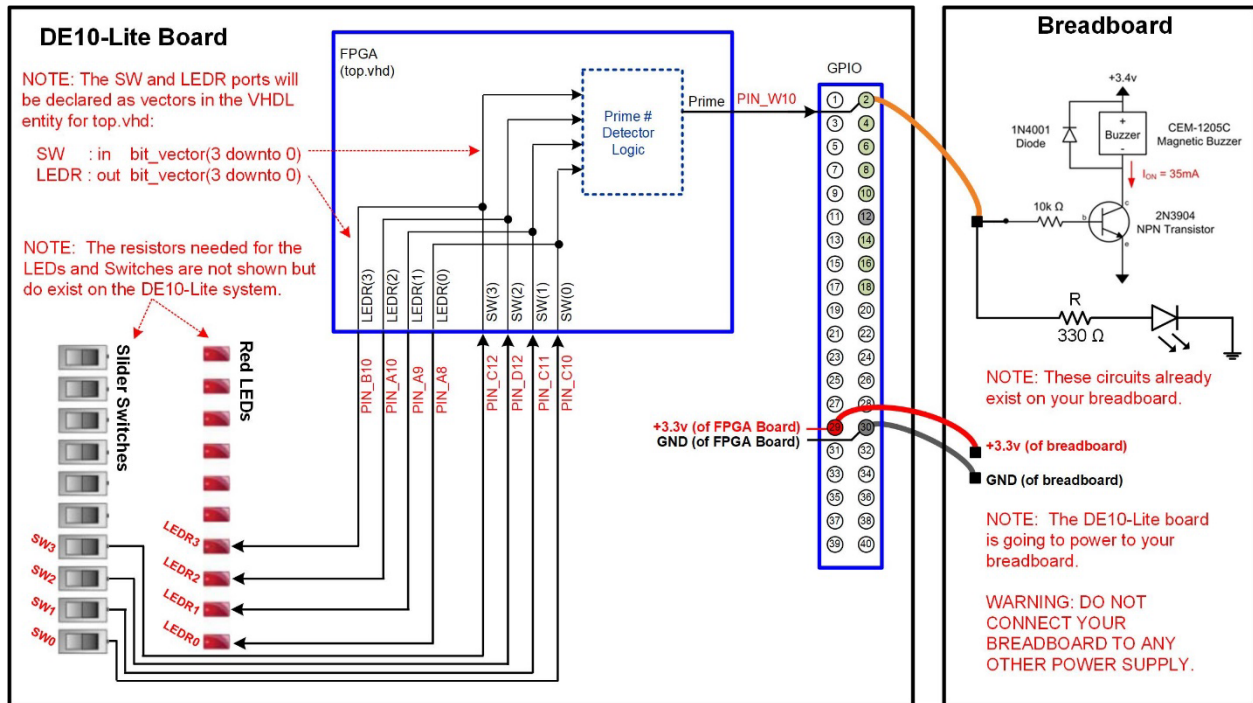 DE10-Lite Board
NOTE: The SW and LEDR ports will
be declared as vectors in the VHDL
entity for top.vhd:
SW : in bit_vector(3 downto 0)
LEDR : out bit_vector(3 downto 0)
NOTE: The resistors needed for the
LEDs and Switches are not shown but
do exist on the DE10-Lite system.
Slider Switches
Red LEDs
SW3
SW2
SW1
SW0
LEDR3
LEDR2
LEDR1
LEDR0
FPGA
(top.vhd)
Prime #
Detector
Logic
Prime
PIN_W10
LEDR(3)
LEDR(2)
LEDR(1)
LEDR(0)
SW(3)
SW(2)
SW(1)
SW(0)
PIN_B10
PIN_A10
PIN_A9
PIN_A8
PIN_C12
PIN_D12
PIN_C11
PIN_C10
GPIO
1 2
3 4
5 6
7 8
9 10
11 12
13 14
15 16
17 18
19 20
21 22
23 24
25 26
27 28
29 30
31 32
33 34
35 36
37 38
39 40
+3.3v (of FPGA Board)
GND (of FPGA Board)
Breadboard
+3.4v
1N4001
Diode
+
Buzzer
-
CEM-1205C
Magnetic Buzzer
ION = 35mA
10k Ω
b
c
e
2N3904
NPN Transistor
R
330 Ω
NOTE: These circuits already
exist on your breadboard.
+3.3v (of breadboard)
GND (of breadboard)
NOTE: The DE10-Lite board
is going to power to your
breadboard.
WARNING: DO NOT
CONNECT YOUR
BREADBOARD TO ANY
OTHER POWER SUPPLY.